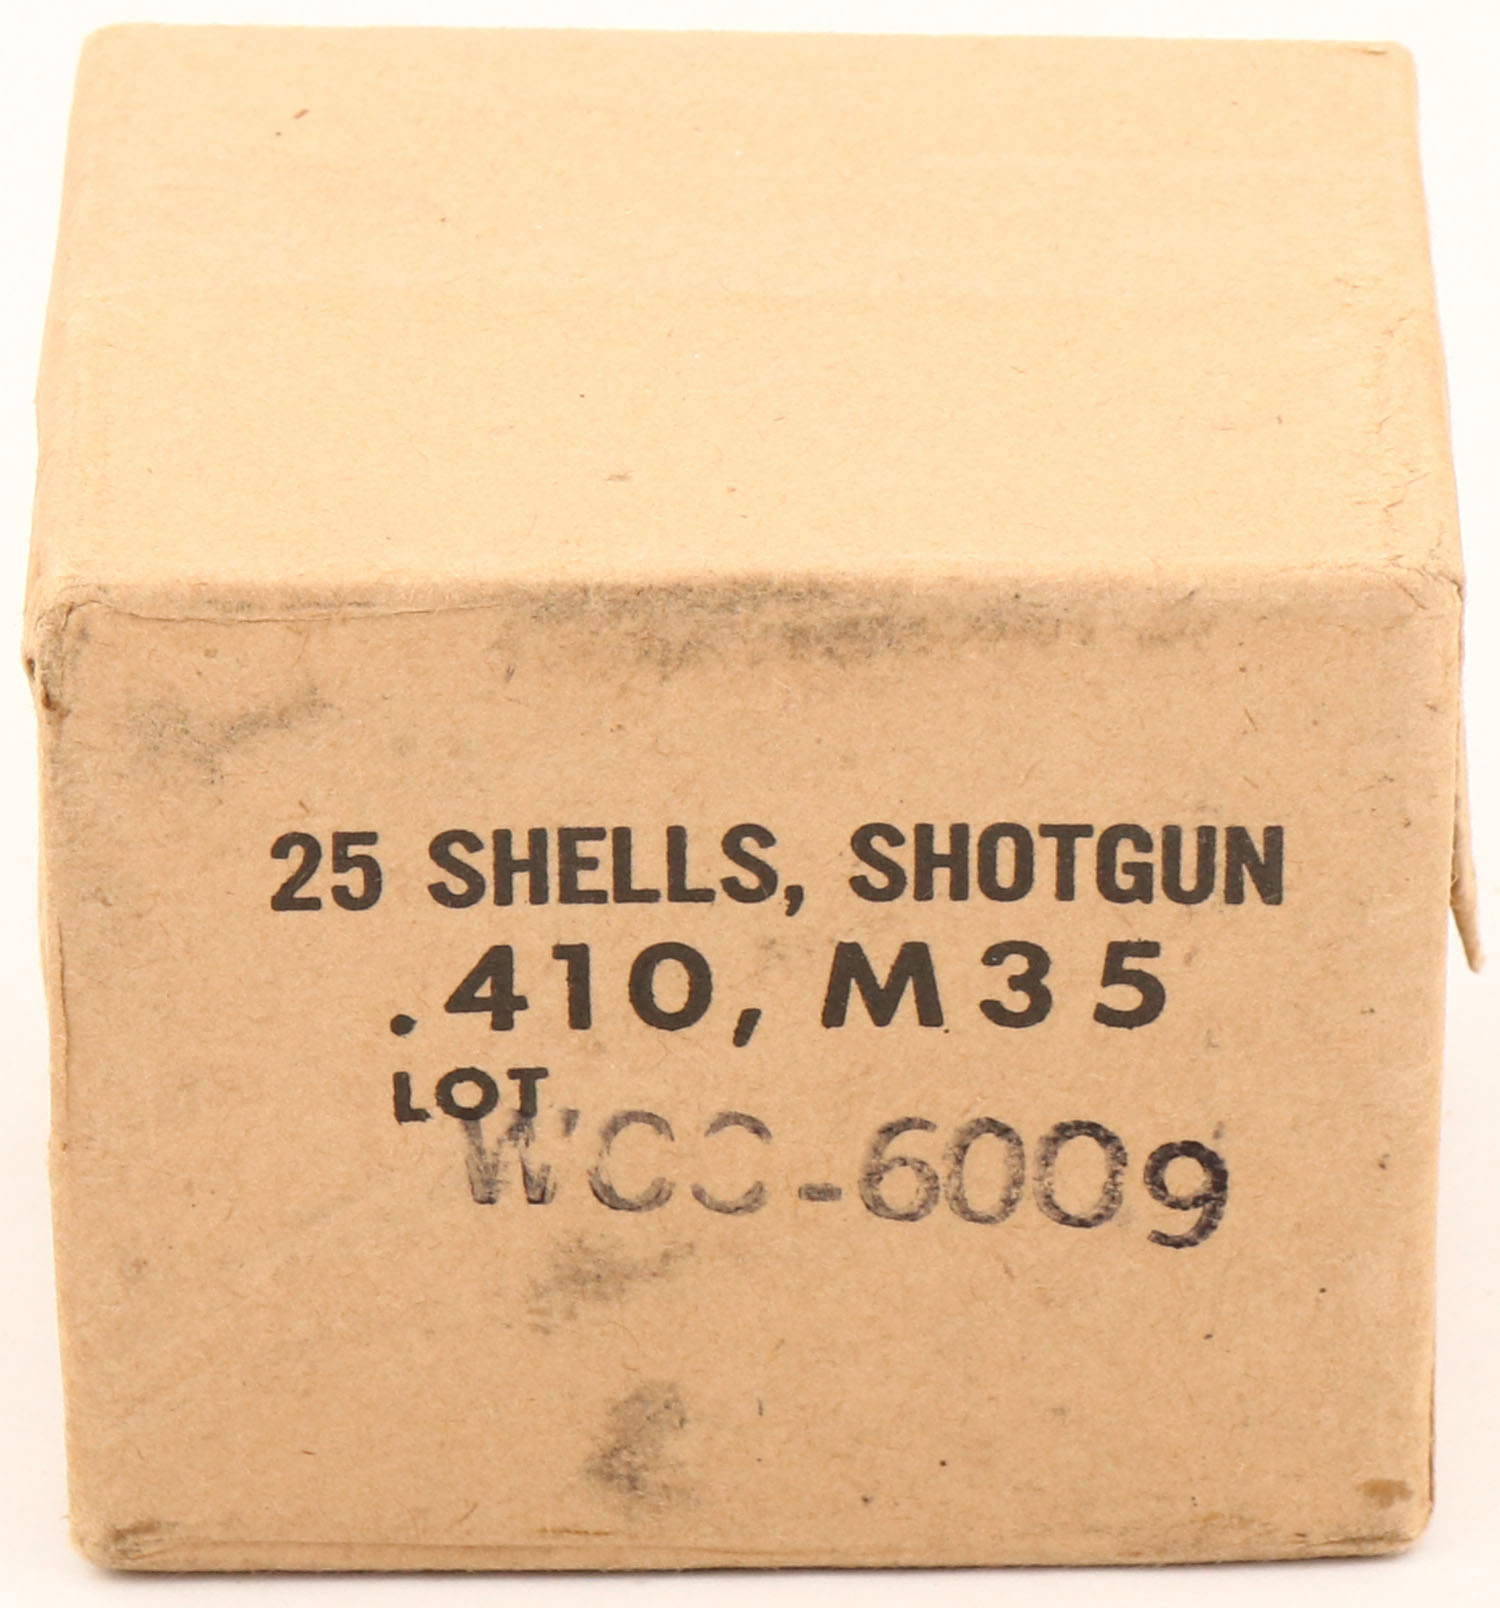 25 SHELLS, SHOTGUN
.410, M35
LOT
WCC-6009